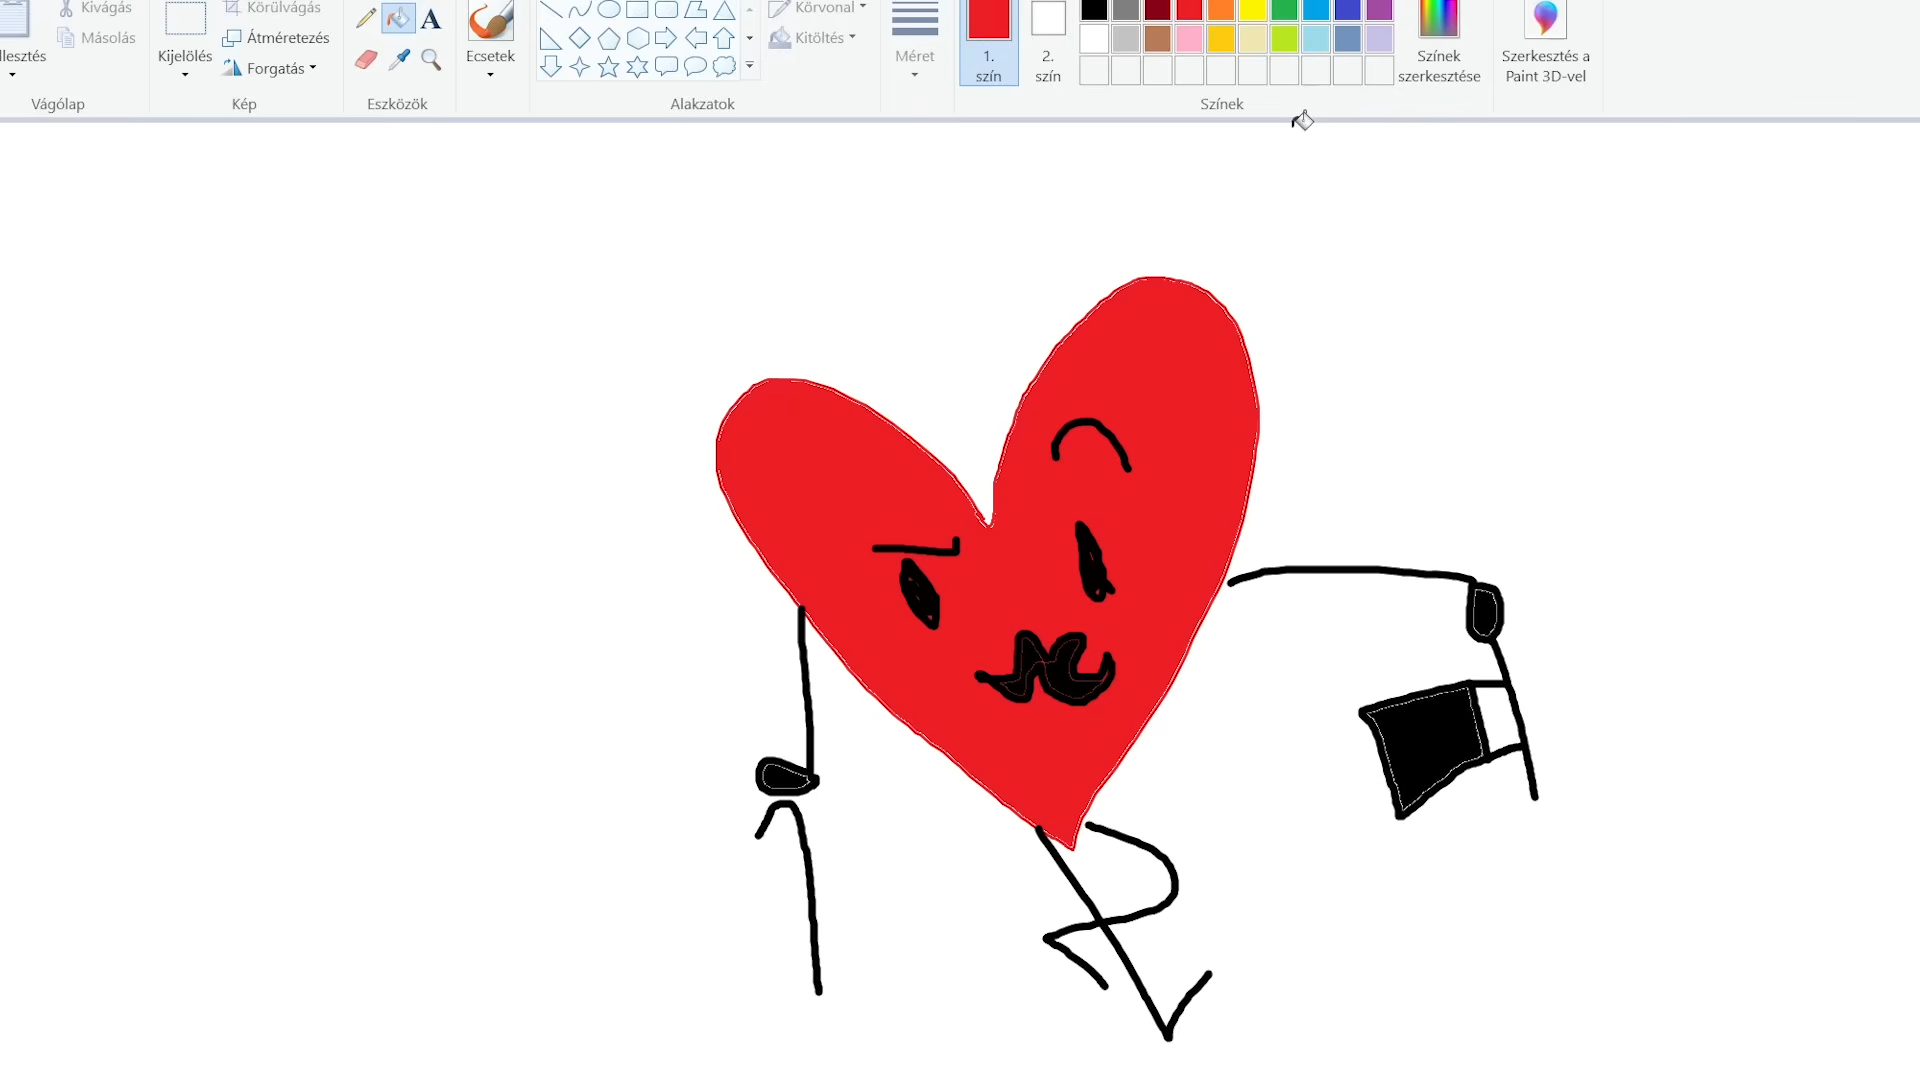 Kivágás
Másolás
Vágólap
Kijelölés
Körülvágás
Átméretezés
Forgatás
Kép
A
Eszközök
Ecsetek
Alakzatok
Körvonal
Kitöltés
Méret
1.
szín
2.
szín
Színek
Színek
szerkesztése
Szerkesztés a
Paint 3D-vel